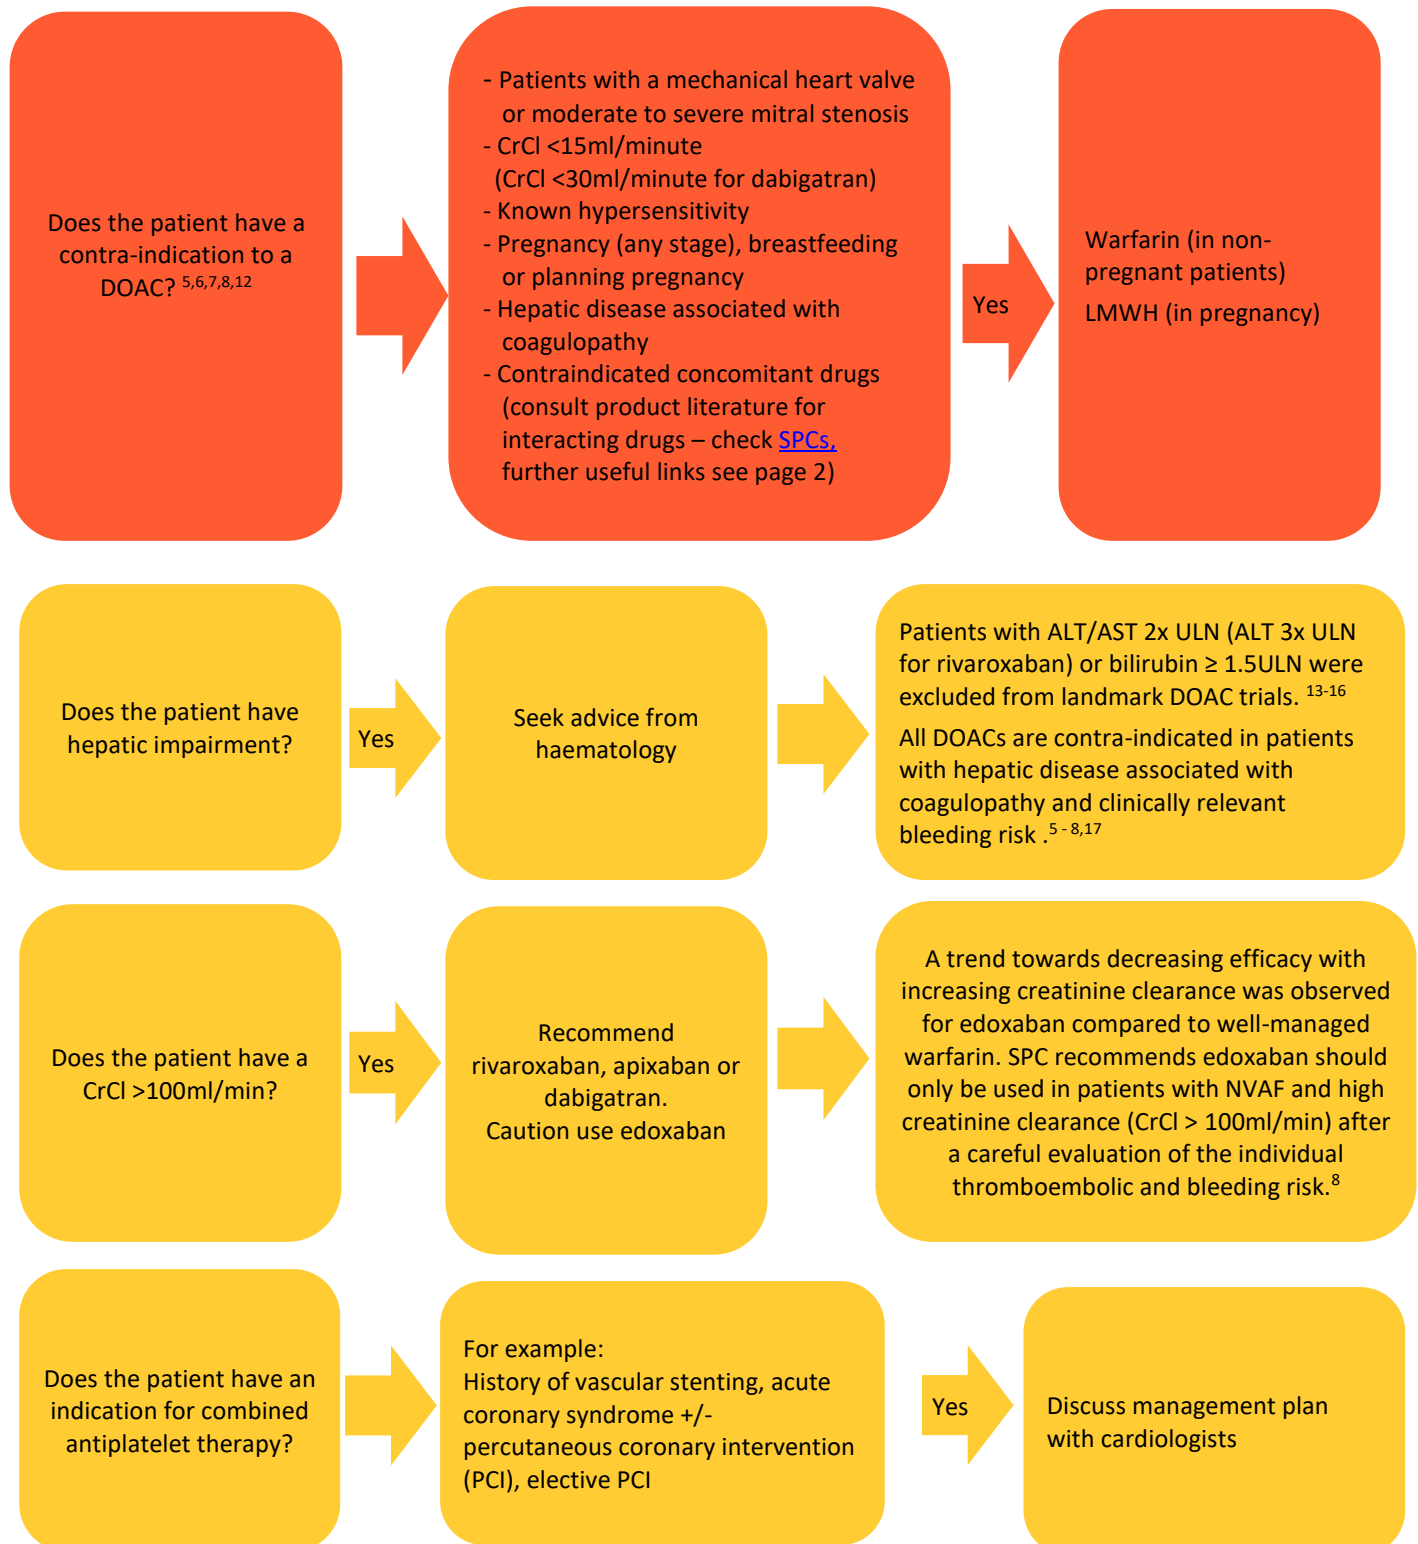 Does the patient have a
contra-indication to a
DOAC? 5,6,7,8,12
- Patients with a mechanical heart valve
or moderate to severe mitral stenosis
- CrCl <15ml/minute
(CrCl <30ml/minute for dabigatran)
- Known hypersensitivity
- Pregnancy (any stage), breastfeeding
or planning pregnancy
- Hepatic disease associated with
coagulopathy
- Contraindicated concomitant drugs
(consult product literature for
interacting drugs – check SPCs,
further useful links see page 2)
Yes
Warfarin (in non-
pregnant patients)
LMWH (in pregnancy)
Does the patient have
hepatic impairment?
Yes
Seek advice from
haematology
Patients with ALT/AST 2x ULN (ALT 3x ULN
for rivaroxaban) or bilirubin ≥ 1.5ULN were
excluded from landmark DOAC trials. 13-16
All DOACs are contra-indicated in patients
with hepatic disease associated with
coagulopathy and clinically relevant
bleeding risk .5 - 8,17
Does the patient have a
CrCl >100ml/min?
Yes
Recommend
rivaroxaban, apixaban or
dabigatran.
Caution use edoxaban
A trend towards decreasing efficacy with
increasing creatinine clearance was observed
for edoxaban compared to well-managed
warfarin. SPC recommends edoxaban should
only be used in patients with NVAF and high
creatinine clearance (CrCl > 100ml/min) after
a careful evaluation of the individual
thromboembolic and bleeding risk.8
Does the patient have an
indication for combined
antiplatelet therapy?
For example:
History of vascular stenting, acute
coronary syndrome +/-
percutaneous coronary intervention
(PCI), elective PCI
Yes
Discuss management plan
with cardiologists